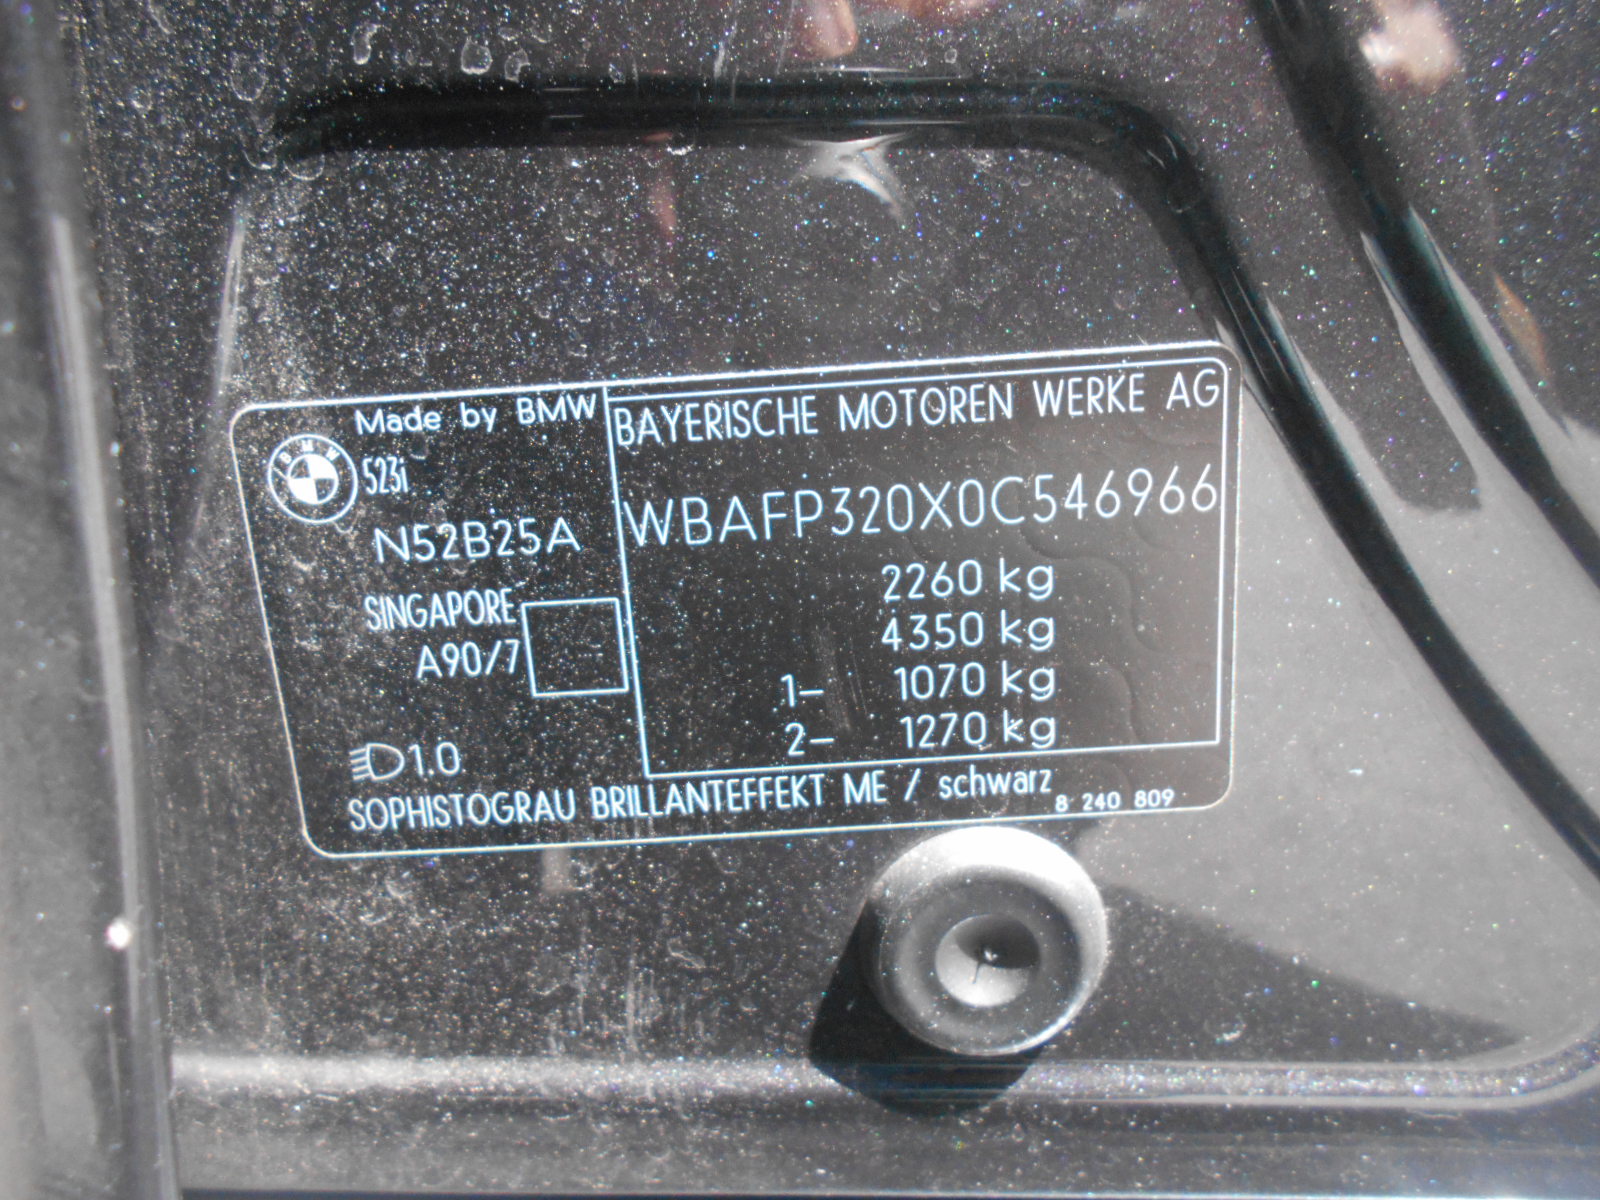 Made by BMW
BMW
523i
N52B25A
SINGAPORE
A90/7
1.0
SOPHISTOGRAU BRILLANTEFFEKT ME / schwarz
8 240 809
BAYERISCHE MOTOREN WERKE AG
WBAFP320X0C546966
2260 kg
4350 kg
1- 1070 kg
2- 1270 kg